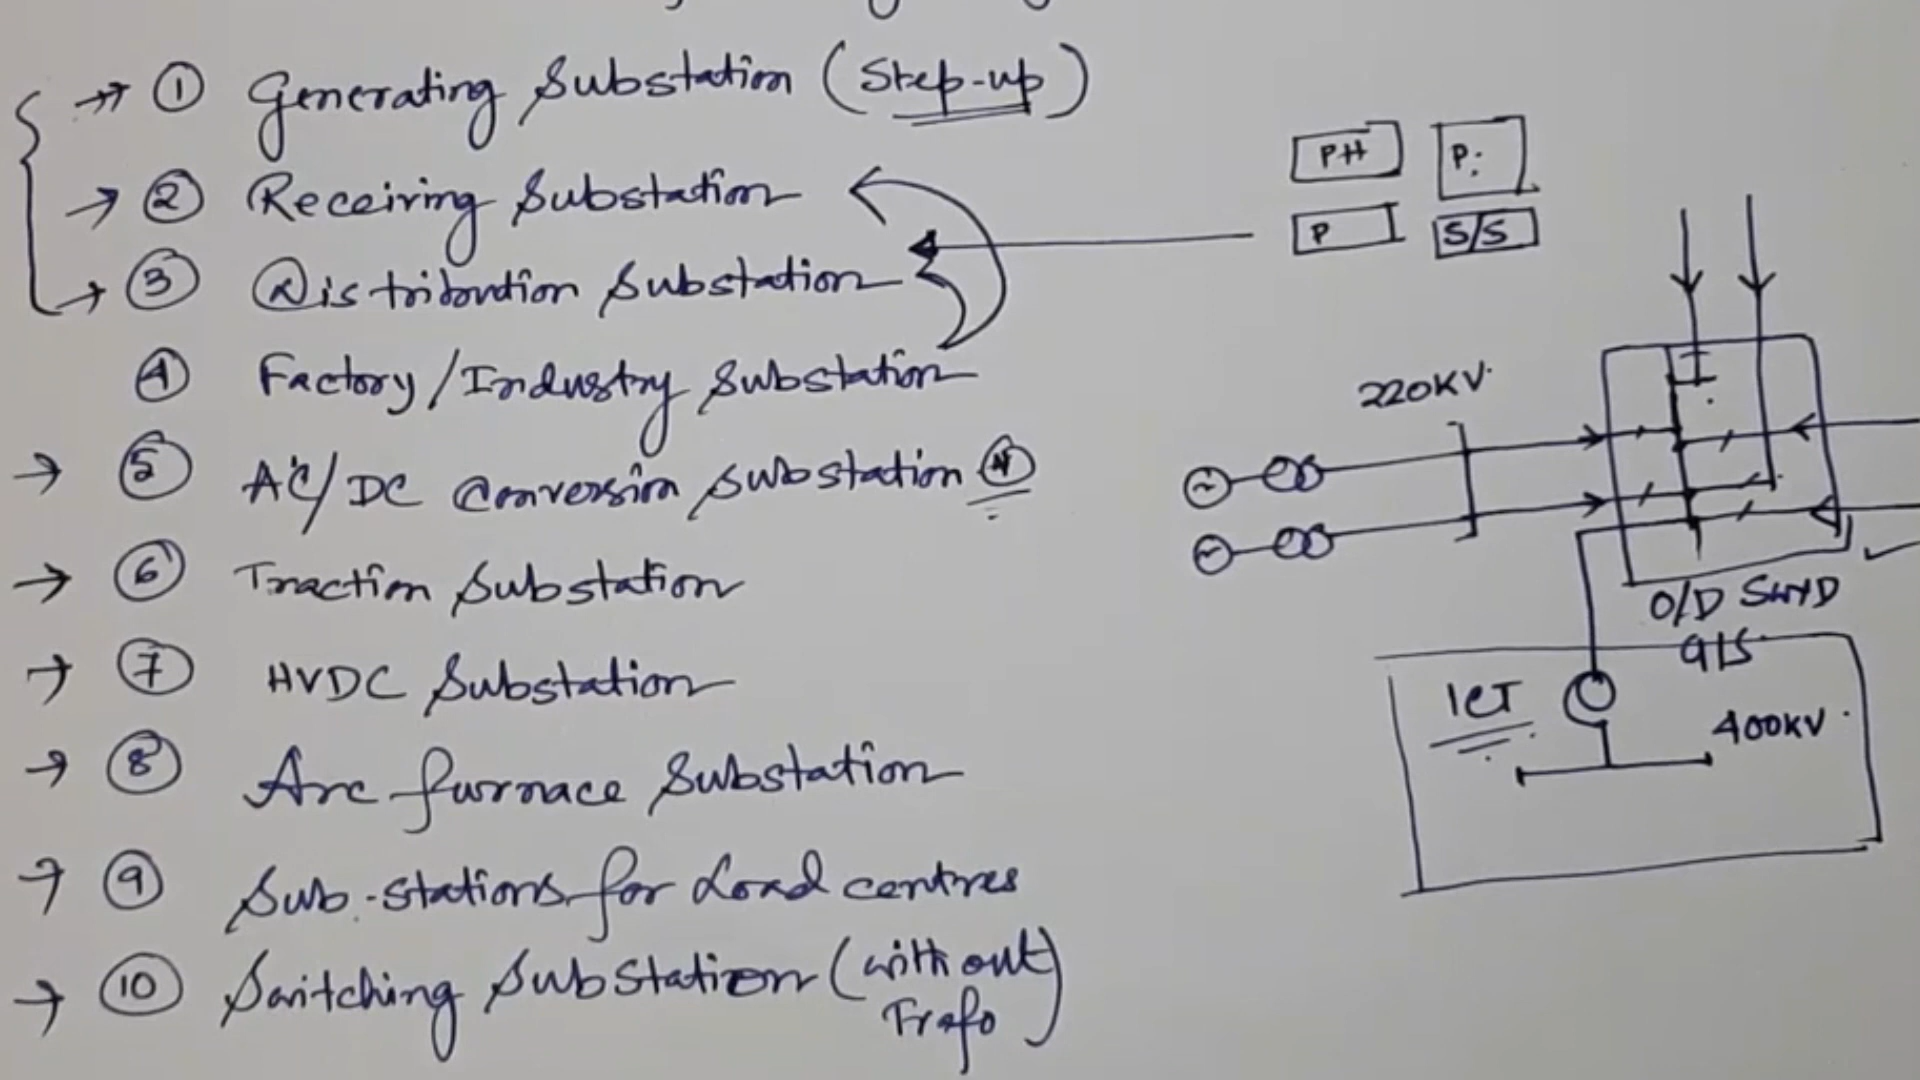 ① Generating Substation (Step-up)
② Receiving Substation
③ Distribution Substation
④ Factory/Industry Substation
⑤ AC/DC Conversion Substation
⑥ Traction Substation
⑦ HVDC Substation
⑧ Arc furnace Substation
⑨ Sub-stations for Load centres
⑩ Switching Substation (without
Trafo)
PH P.
P S/S
220KV
O/D SWYD
GIS
ICT
400KV